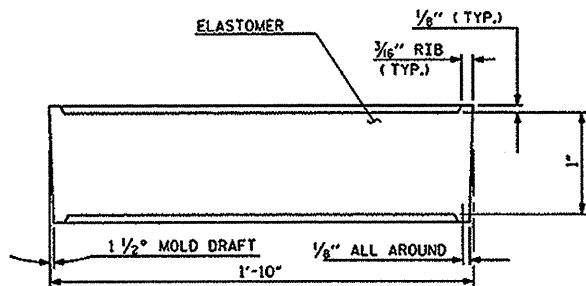 ⅛" (TYP.)
ELASTOMER
3/16" RIB
(TYP.)
1"
1 ½° MOLD DRAFT
⅛" ALL AROUND
1'-10"